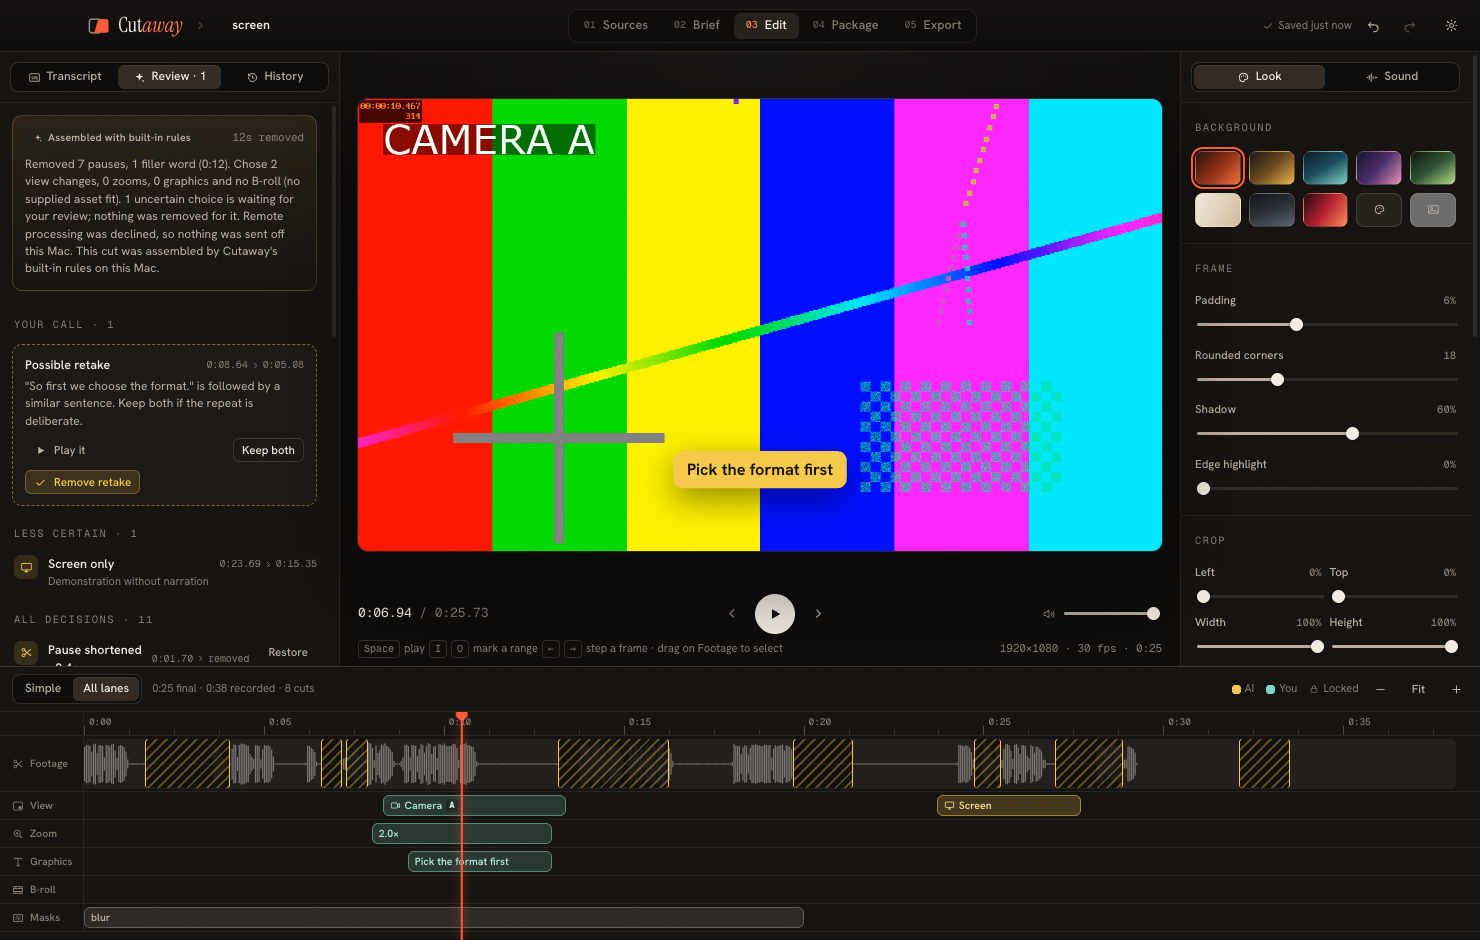 Cutaway
screen
01 Sources
02 Brief
03 Edit
04 Package
05 Export
Saved just now
Transcript
Review · 1
History
Look
Sound
Assembled with built-in rules
12s removed
Removed 7 pauses, 1 filler word (0:12). Chose 2
view changes, 0 zooms, 0 graphics and no B-roll (no
supplied asset fit). 1 uncertain choice is waiting for
your review; nothing was removed for it. Remote
processing was declined, so nothing was sent off
this Mac. This cut was assembled by Cutaway's
built-in rules on this Mac.
YOUR CALL · 1
Possible retake
0:08.64 › 0:05.08
"So first we choose the format." is followed by a
similar sentence. Keep both if the repeat is
deliberate.
Play it
Keep both
Remove retake
LESS CERTAIN · 1
Screen only
0:23.69 › 0:15.35
Demonstration without narration
ALL DECISIONS · 11
Pause shortened
0:01.70 › removed
Restore
00:00:10.467
314
CAMERA A
Pick the format first
0:06.94 / 0:25.73
Space play I O mark a range ← → step a frame · drag on Footage to select
1920×1080 · 30 fps · 0:25
BACKGROUND
FRAME
Padding
6%
Rounded corners
18
Shadow
60%
Edge highlight
0%
CROP
Left
0%
Top
0%
Width
100%
Height
100%
Simple
All lanes
0:25 final · 0:38 recorded · 8 cuts
AI
You
Locked
Fit
0:00
0:05
0:10
0:15
0:20
0:25
0:30
0:35
Footage
View
Camera A
Screen
Zoom
2.0×
Graphics
Pick the format first
B-roll
Masks
blur